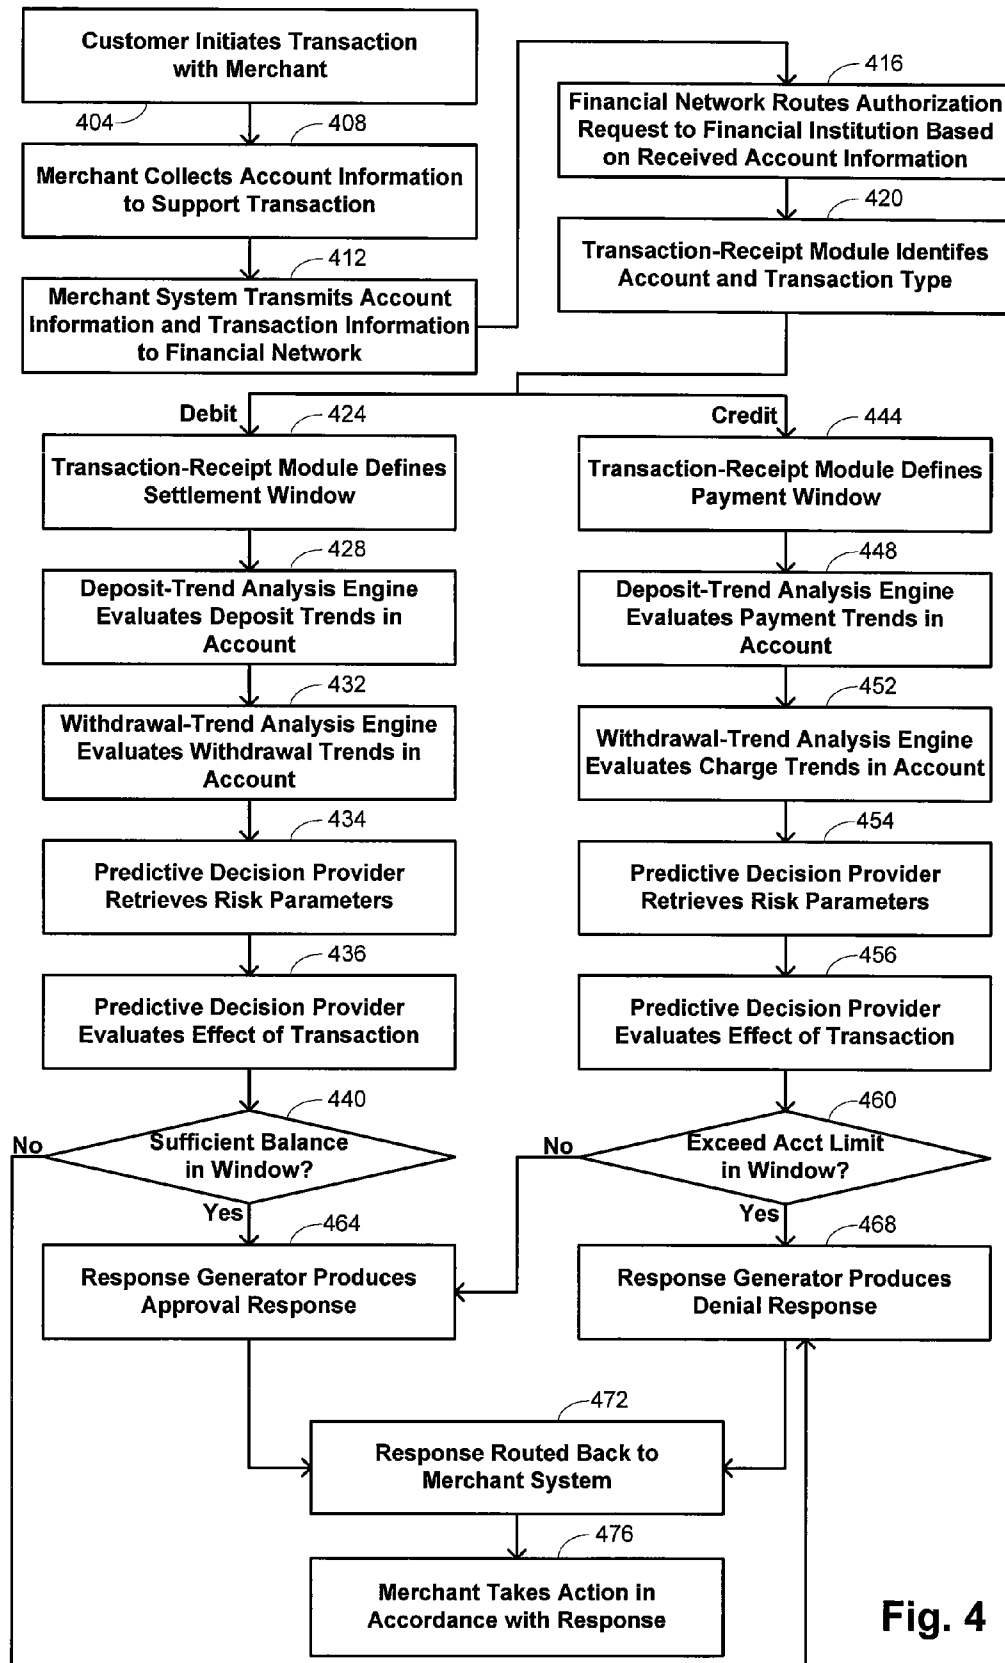 Customer Initiates Transaction
with Merchant
404
408
Merchant Collects Account Information
to Support Transaction
412
Merchant System Transmits Account
Information and Transaction Information
to Financial Network
416
Financial Network Routes Authorization
Request to Financial Institution Based
on Received Account Information
420
Transaction-Receipt Module Identifes
Account and Transaction Type
Debit
424
Transaction-Receipt Module Defines
Settlement Window
428
Deposit-Trend Analysis Engine
Evaluates Deposit Trends in
Account
432
Withdrawal-Trend Analysis Engine
Evaluates Withdrawal Trends in
Account
434
Predictive Decision Provider
Retrieves Risk Parameters
436
Predictive Decision Provider
Evaluates Effect of Transaction
440
No
Sufficient Balance
in Window?
Yes
464
Response Generator Produces
Approval Response
Credit
444
Transaction-Receipt Module Defines
Payment Window
448
Deposit-Trend Analysis Engine
Evaluates Payment Trends in
Account
452
Withdrawal-Trend Analysis Engine
Evaluates Charge Trends in Account
454
Predictive Decision Provider
Retrieves Risk Parameters
456
Predictive Decision Provider
Evaluates Effect of Transaction
460
No
Exceed Acct Limit
in Window?
Yes
468
Response Generator Produces
Denial Response
472
Response Routed Back to
Merchant System
476
Merchant Takes Action in
Accordance with Response
Fig. 4